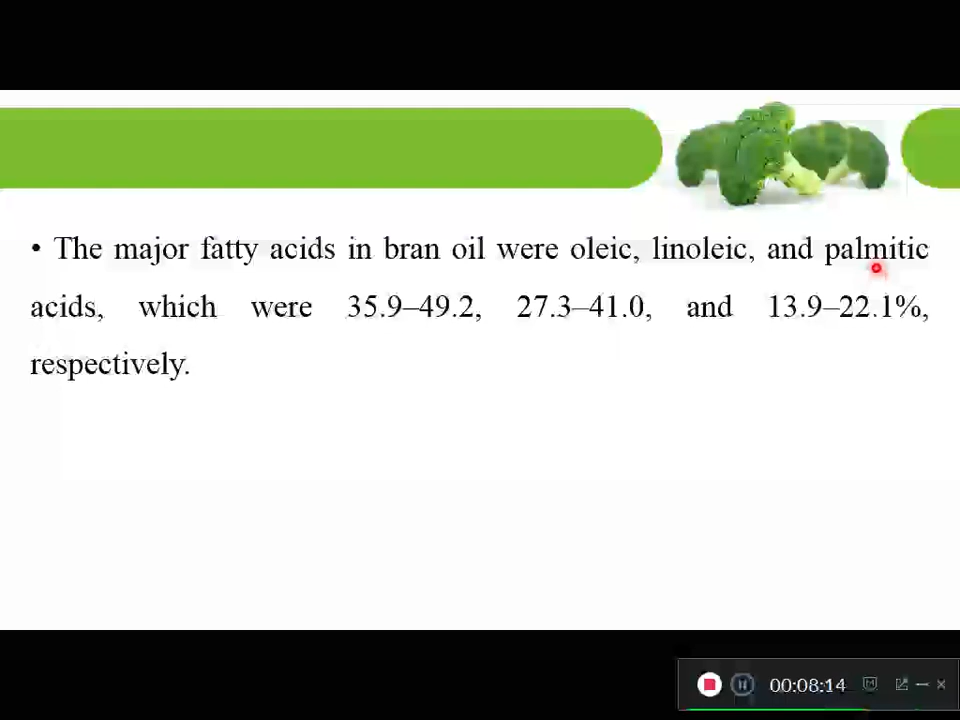 • The major fatty acids in bran oil were oleic, linoleic, and palmitic
acids, which were 35.9–49.2, 27.3–41.0, and 13.9–22.1%,
respectively.
00:08:14